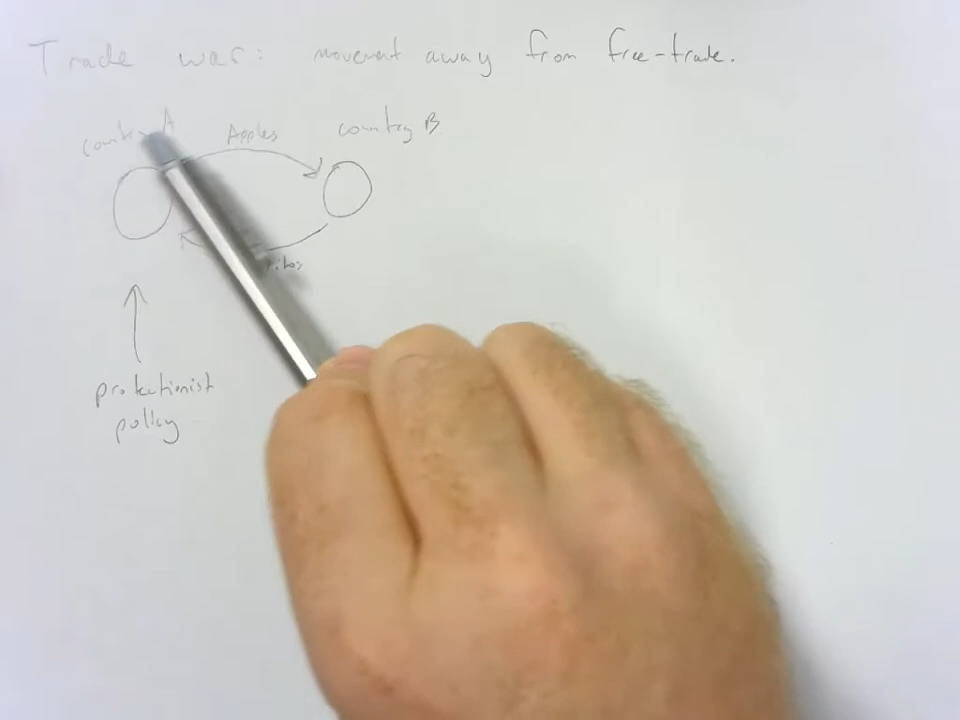 Trade war: movement away from free-trade.
country A
Apples
country B
protectionist
policy